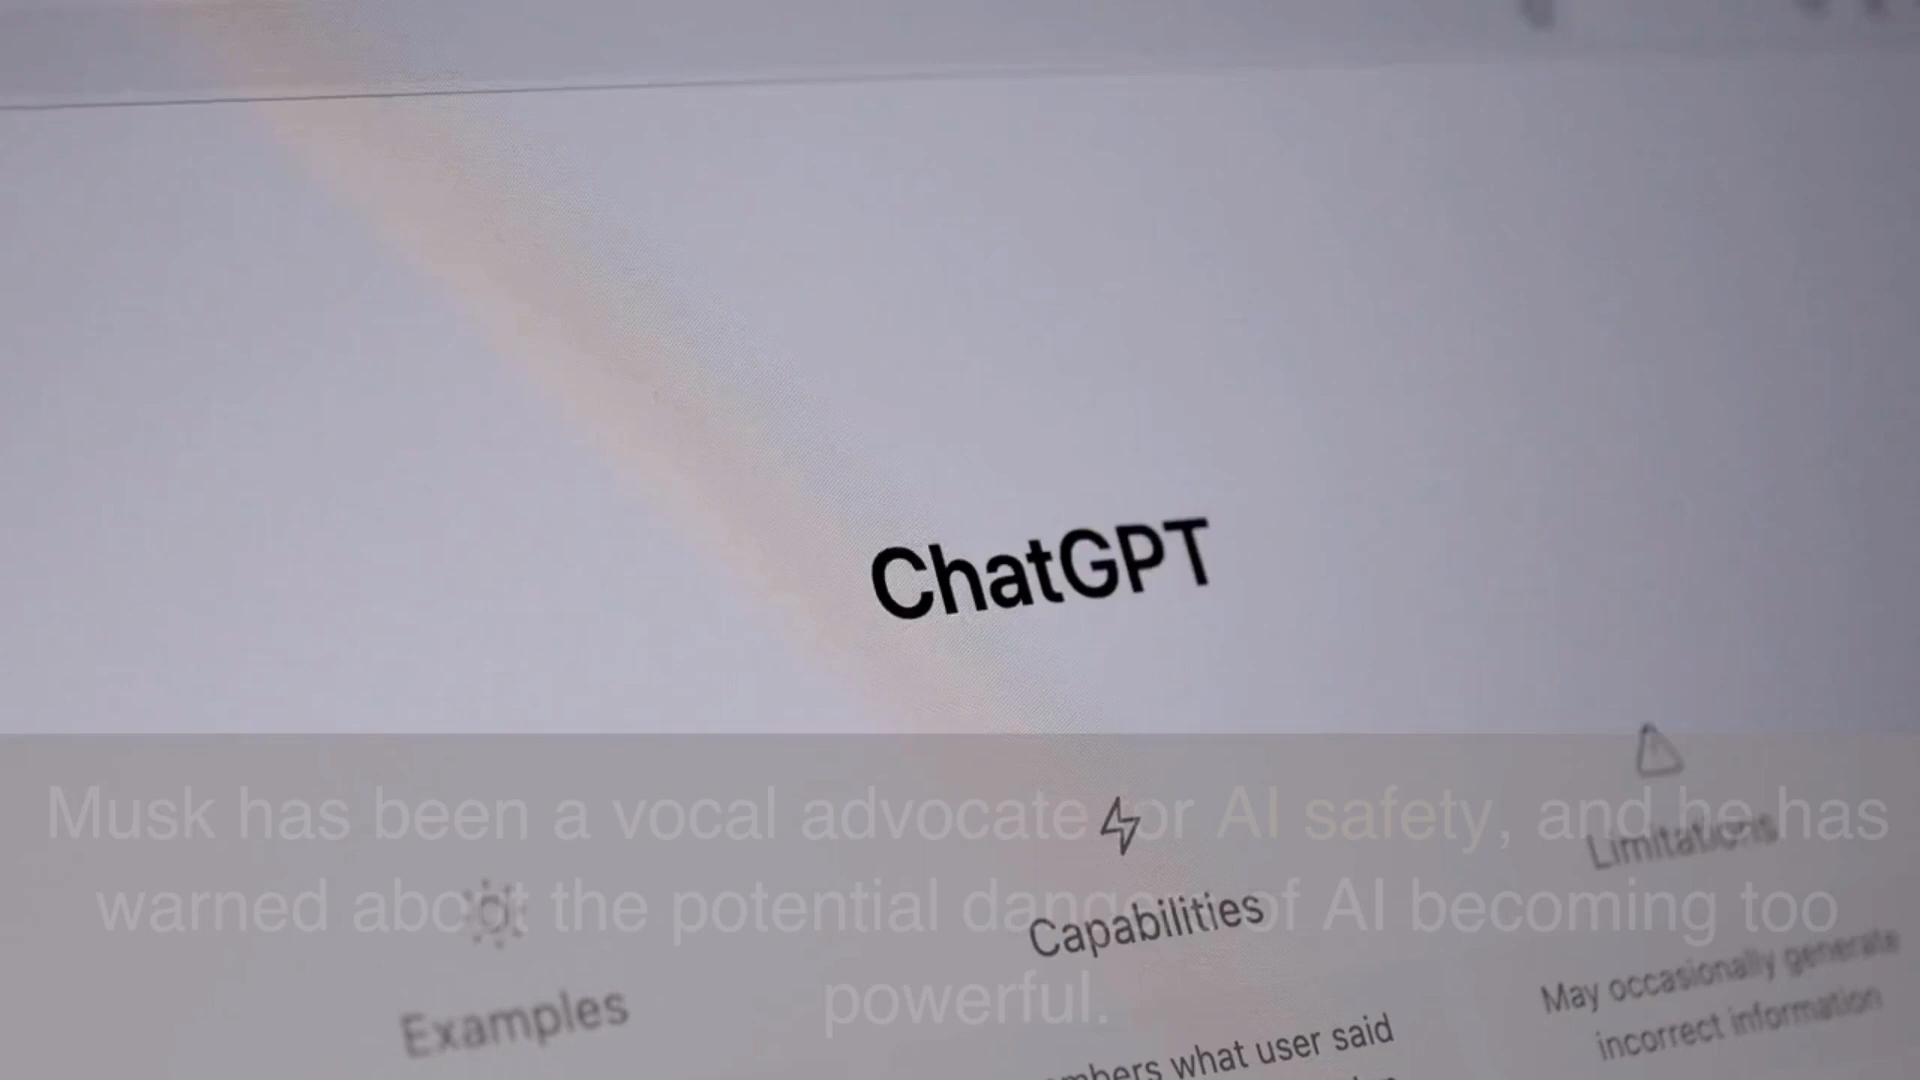 ChatGPT
Musk has been a vocal advocate for AI safety, and he has
warned about the potential dangers of AI becoming too
powerful.
Examples
Capabilities
what user said
Limitations
May occasionally generate
incorrect information